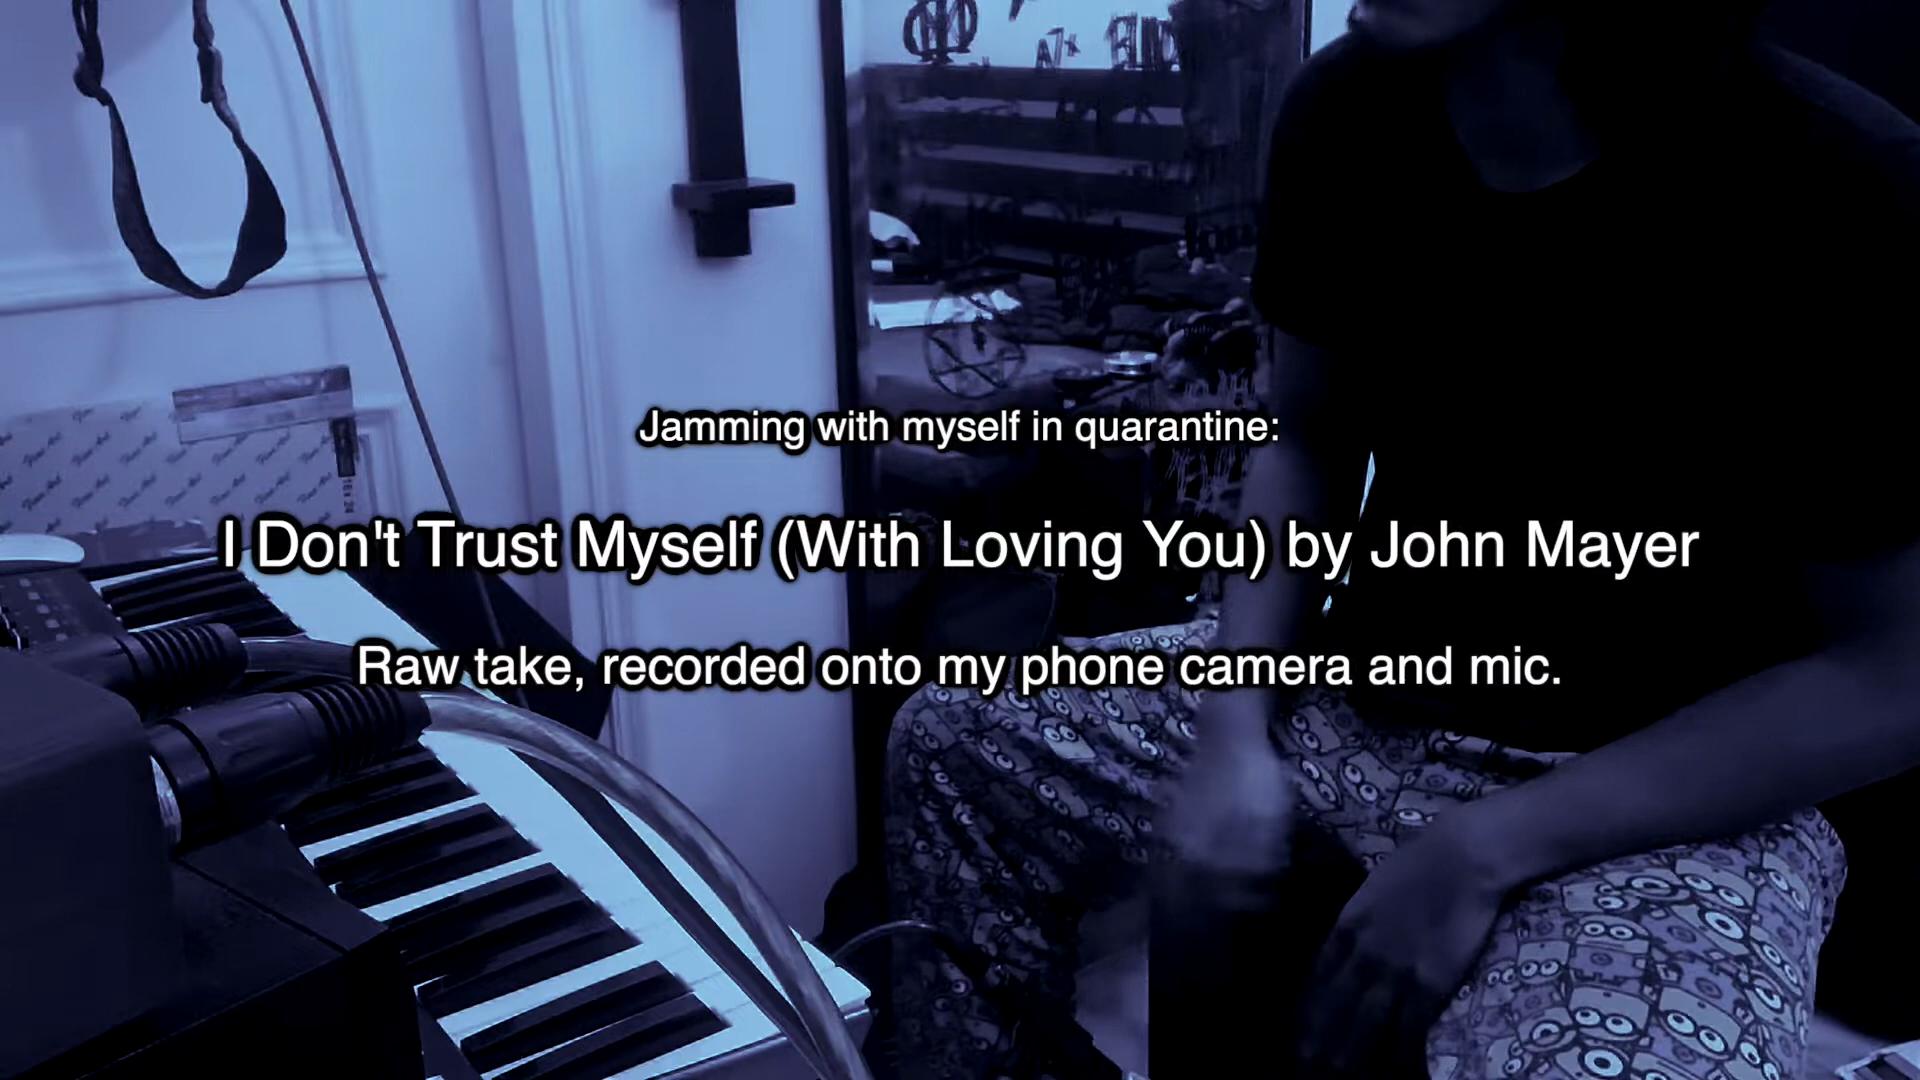 A7x
Jamming with myself in quarantine:
I Don't Trust Myself (With Loving You) by John Mayer
Raw take, recorded onto my phone camera and mic.